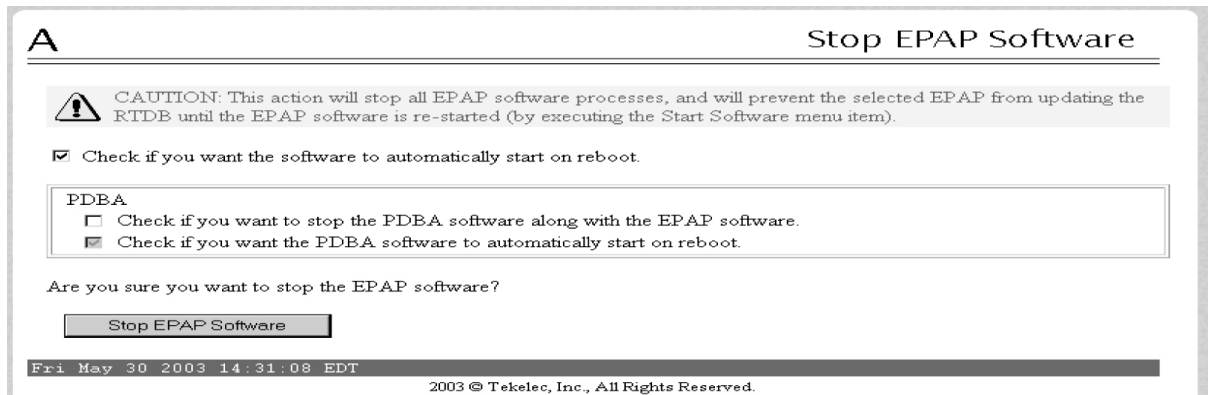 A
Stop EPAP Software
CAUTION: This action will stop all EPAP software processes, and will prevent the selected EPAP from updating the
RTDB until the EPAP software is re-started (by executing the Start Software menu item).
Check if you want the software to automatically start on reboot.
PDBA
Check if you want to stop the PDBA software along with the EPAP software.
Check if you want the PDBA software to automatically start on reboot.
Are you sure you want to stop the EPAP software?
Stop EPAP Software
Fri May 30 2003 14:31:08 EDT
2003 © Tekelec, Inc., All Rights Reserved.